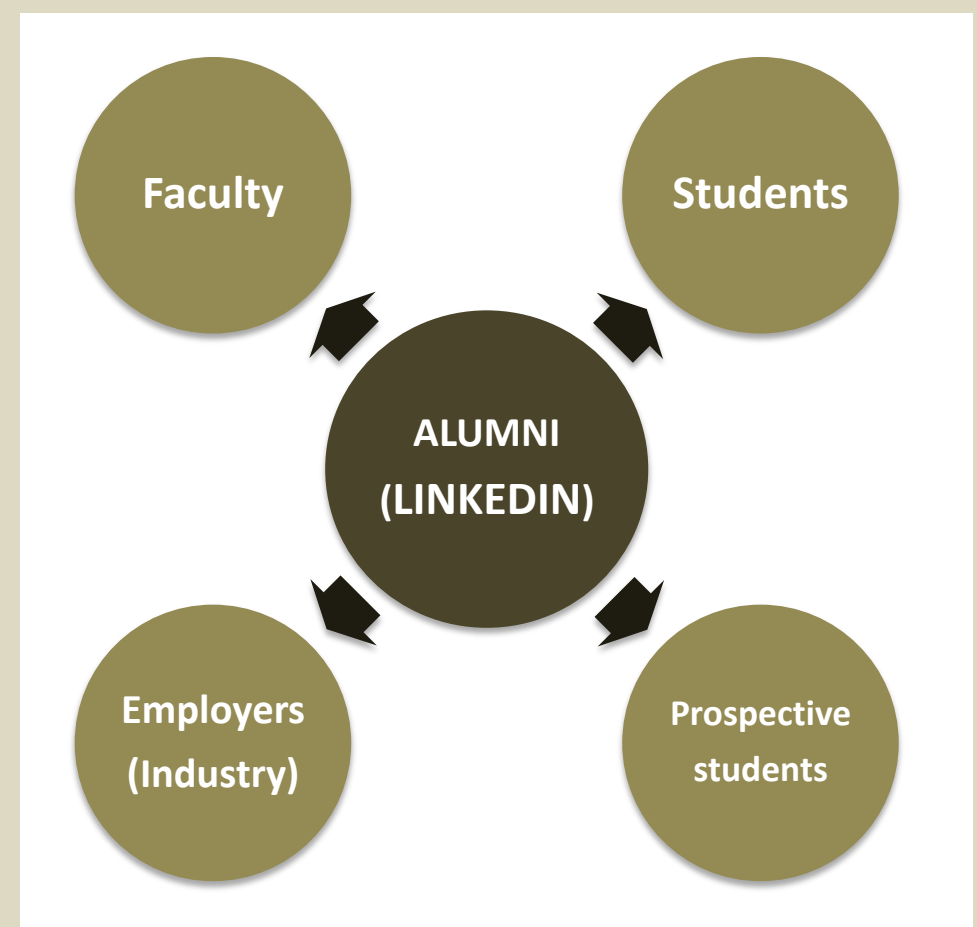 Faculty
Students
ALUMNI
(LINKEDIN)
Employers
(Industry)
Prospective
students